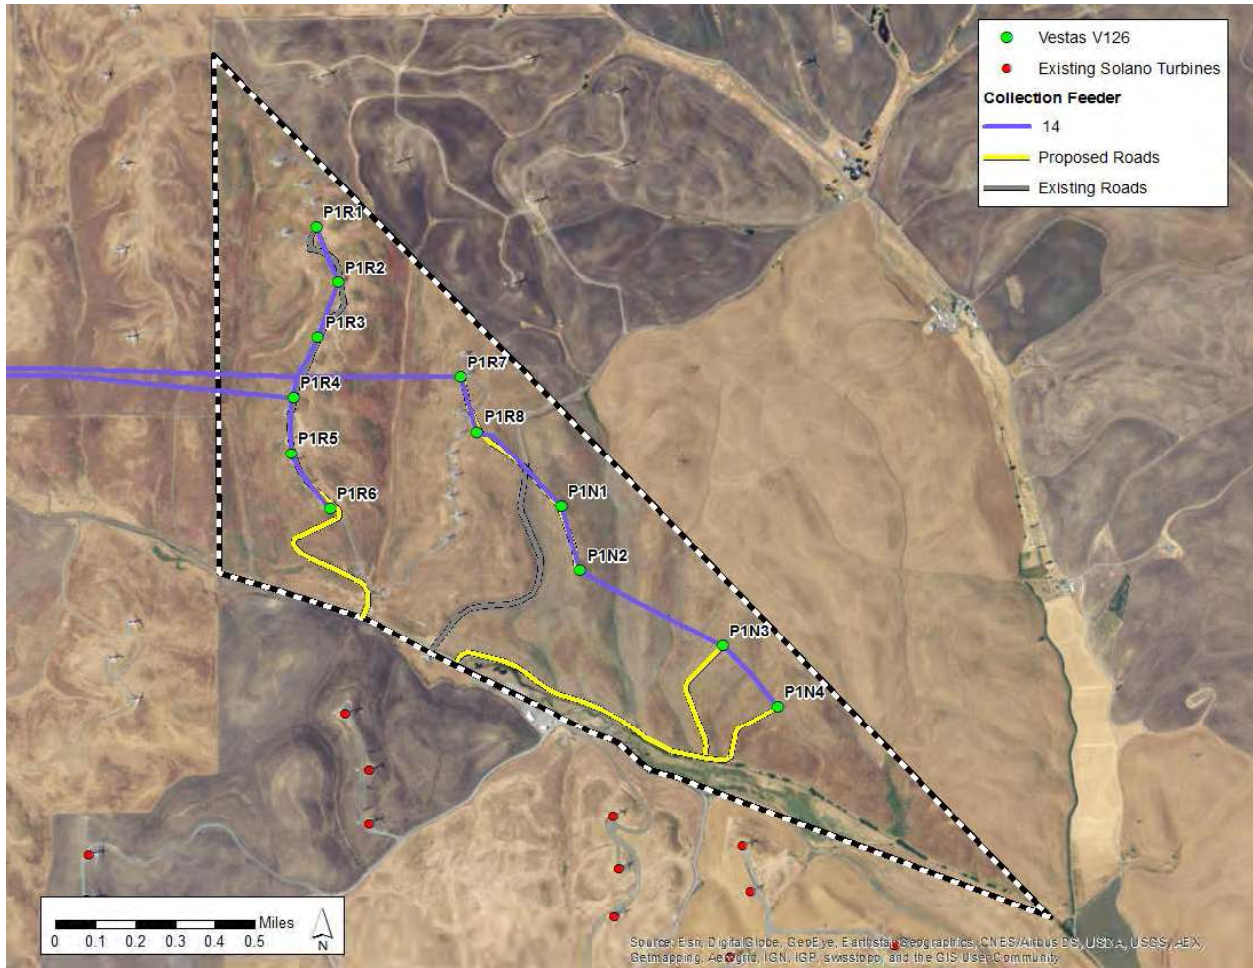 Vestas V126
Existing Solano Turbines
Collection Feeder
14
Proposed Roads
Existing Roads
P1R1
P1R2
P1R3
P1R7
P1R4
P1R8
P1R5
P1R6
P1N1
P1N2
P1N3
P1N4
Miles
0 0.1 0.2 0.3 0.4 0.5
N
Source: Esri, DigitalGlobe, GeoEye, Earthstar Geographics, CNES/Airbus DS, USDA, USGS, AEX,
Getmapping, Aerogrid, IGN, IGP, swisstopo, and the GIS User Community